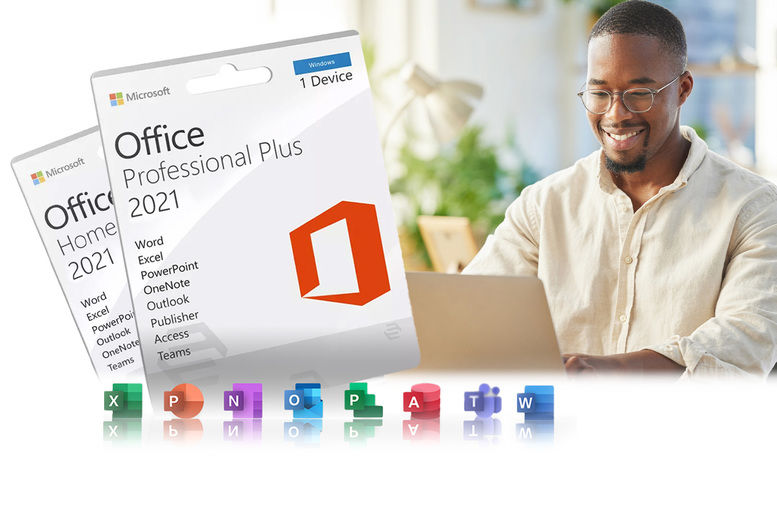 Microsoft
Windows
1 Device
Office
Professional Plus
2021
Word
Excel
PowerPoint
OneNote
Outlook
Publisher
Access
Teams
Microsoft
Office
Home
2021
Word
Excel
PowerPoi
Outlook
OneNote
Teams
X
P
N
O
P
A
T
W